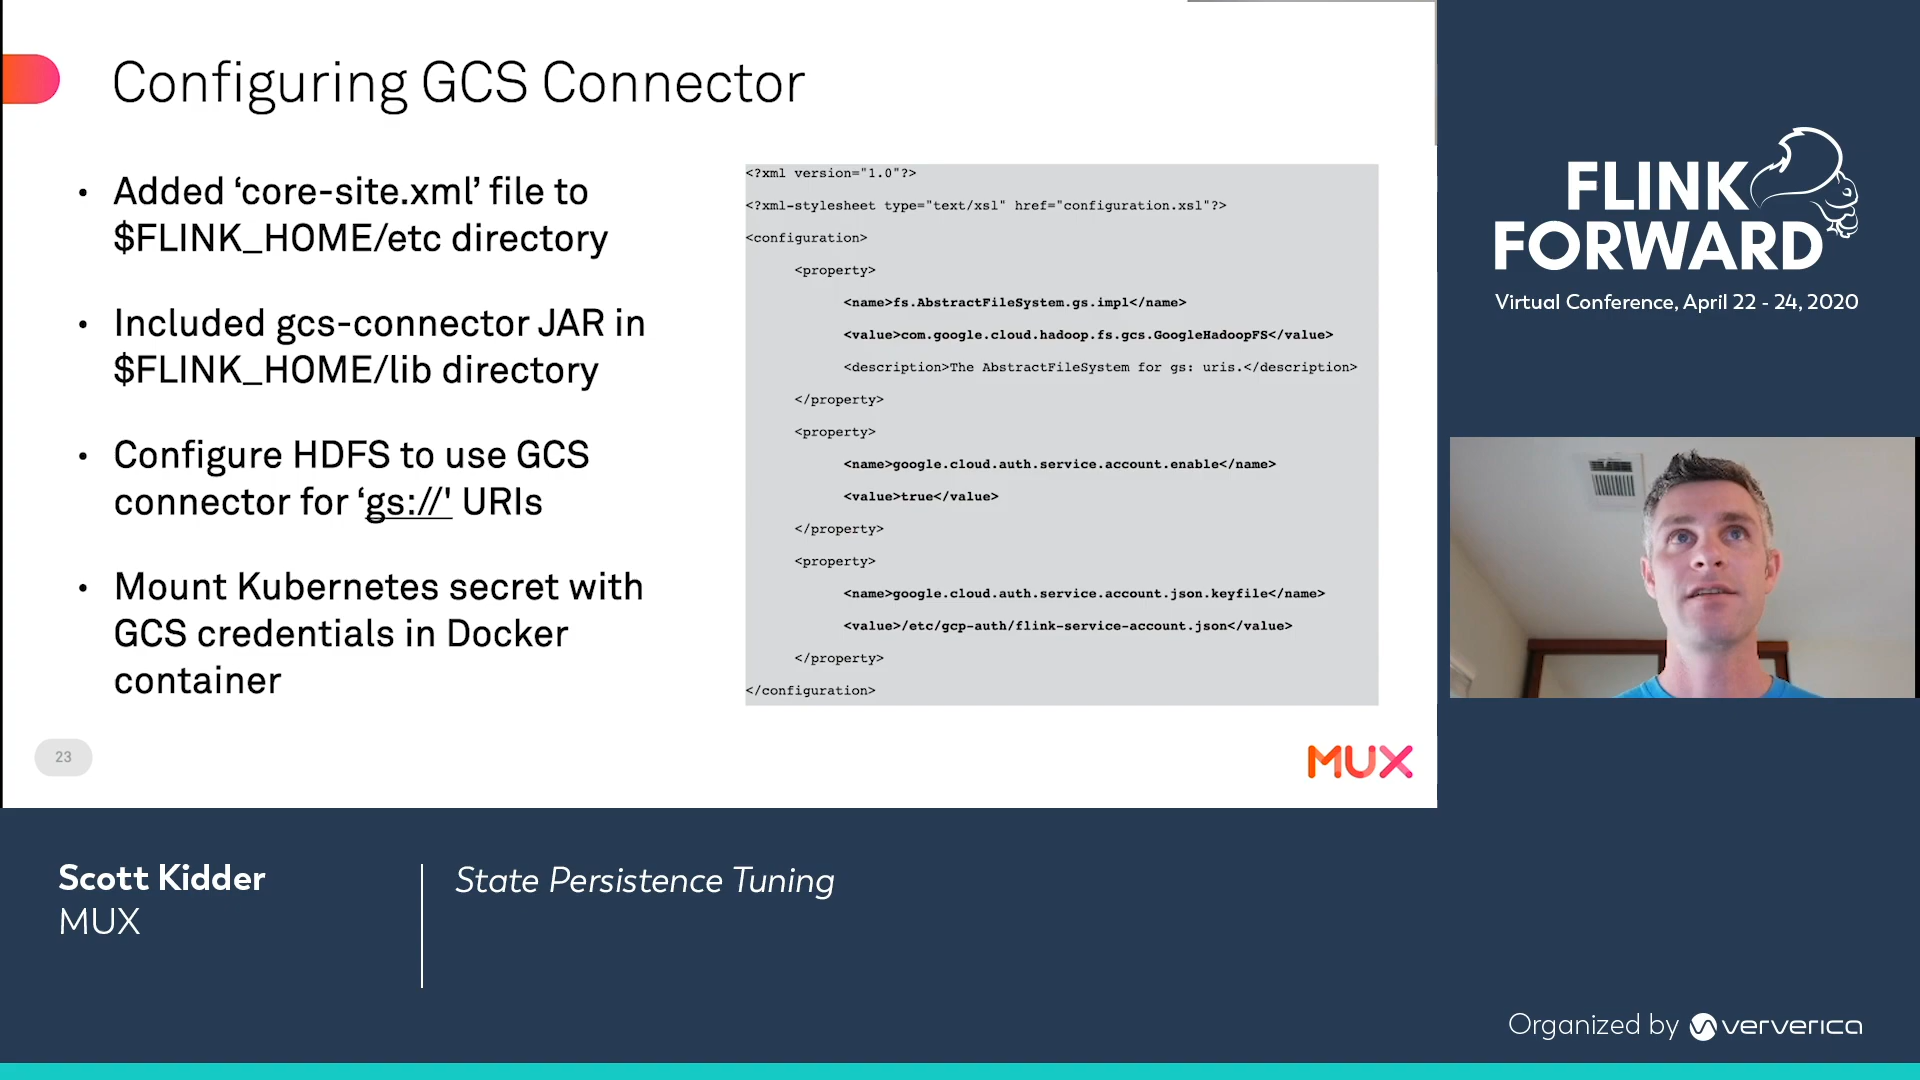 Configuring GCS Connector
• Added ‘core-site.xml’ file to
$FLINK_HOME/etc directory
• Included gcs-connector JAR in
$FLINK_HOME/lib directory
• Configure HDFS to use GCS
connector for ‘gs://' URIs
• Mount Kubernetes secret with
GCS credentials in Docker
container
<?xml version="1.0"?>
<?xml-stylesheet type="text/xsl" href="configuration.xsl"?>
<configuration>
<property>
<name>fs.AbstractFileSystem.gs.impl</name>
<value>com.google.cloud.hadoop.fs.gcs.GoogleHadoopFS</value>
<description>The AbstractFileSystem for gs: uris.</description>
</property>
<property>
<name>google.cloud.auth.service.account.enable</name>
<value>true</value>
</property>
<property>
<name>google.cloud.auth.service.account.json.keyfile</name>
<value>/etc/gcp-auth/flink-service-account.json</value>
</property>
</configuration>
23
MUX
FLINK
FORWARD
Virtual Conference, April 22 - 24, 2020
Scott Kidder
MUX
State Persistence Tuning
Organized by ververica